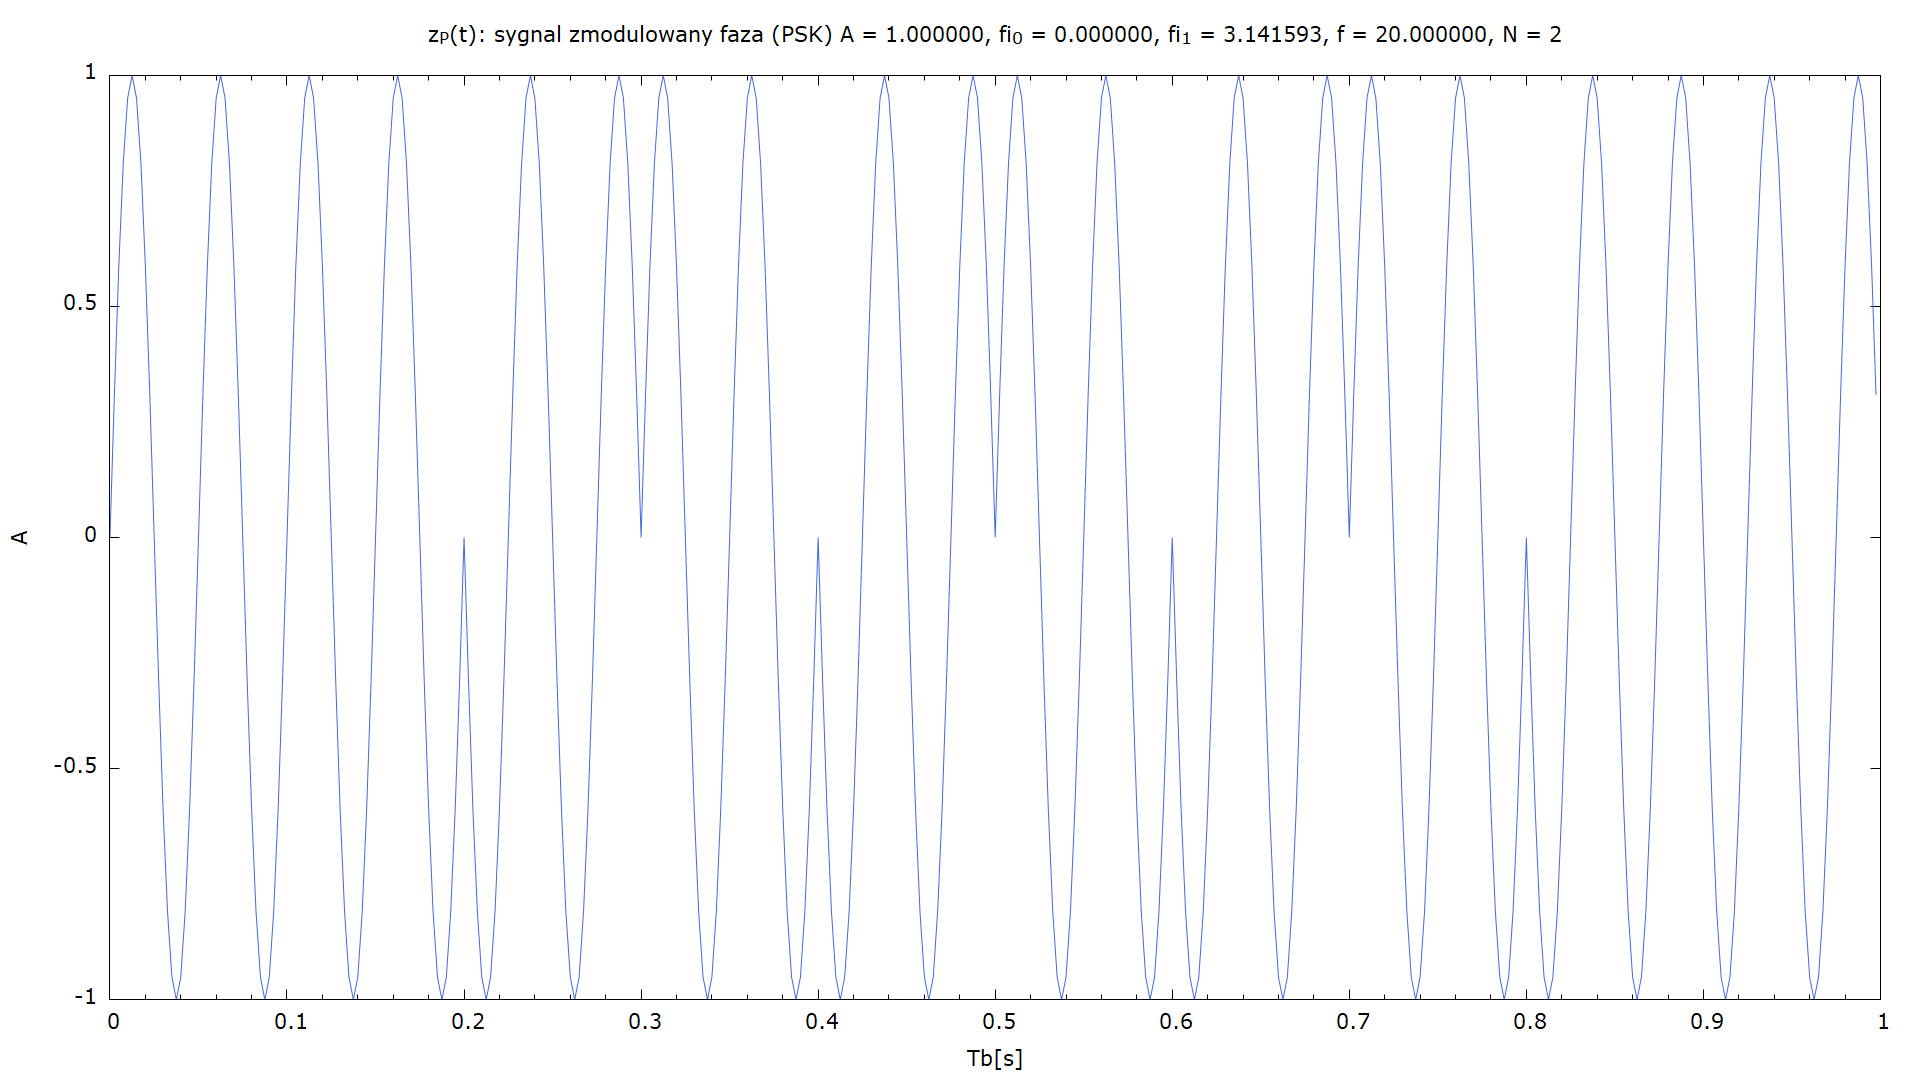 zₚ(t): sygnal zmodulowany faza (PSK) A = 1.000000, fi₀ = 0.000000, fi₁ = 3.141593, f = 20.000000, N = 2
1
0.5
0
-0.5
-1
A
0 0.1 0.2 0.3 0.4 0.5 0.6 0.7 0.8 0.9 1
Tb[s]